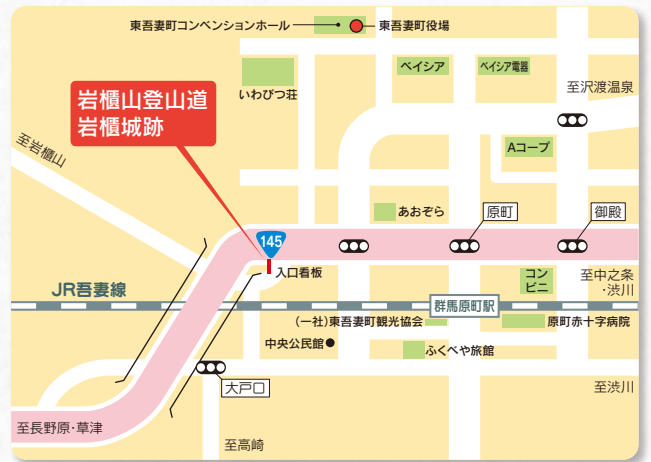 東吾妻町コンベンションホール
東吾妻町役場
ベイシア
ベイシア電器
いわびつ荘
至沢渡温泉
岩櫃山登山道
岩櫃城跡
至岩櫃山
Aコープ
あおぞら
原町
御殿
145
入口看板
コン
ビニ
至中之条
・渋川
JR吾妻線
群馬原町駅
(一社)東吾妻町観光協会
原町赤十字病院
中央公民館
ふくべや旅館
大戸口
至渋川
至長野原・草津
至高崎